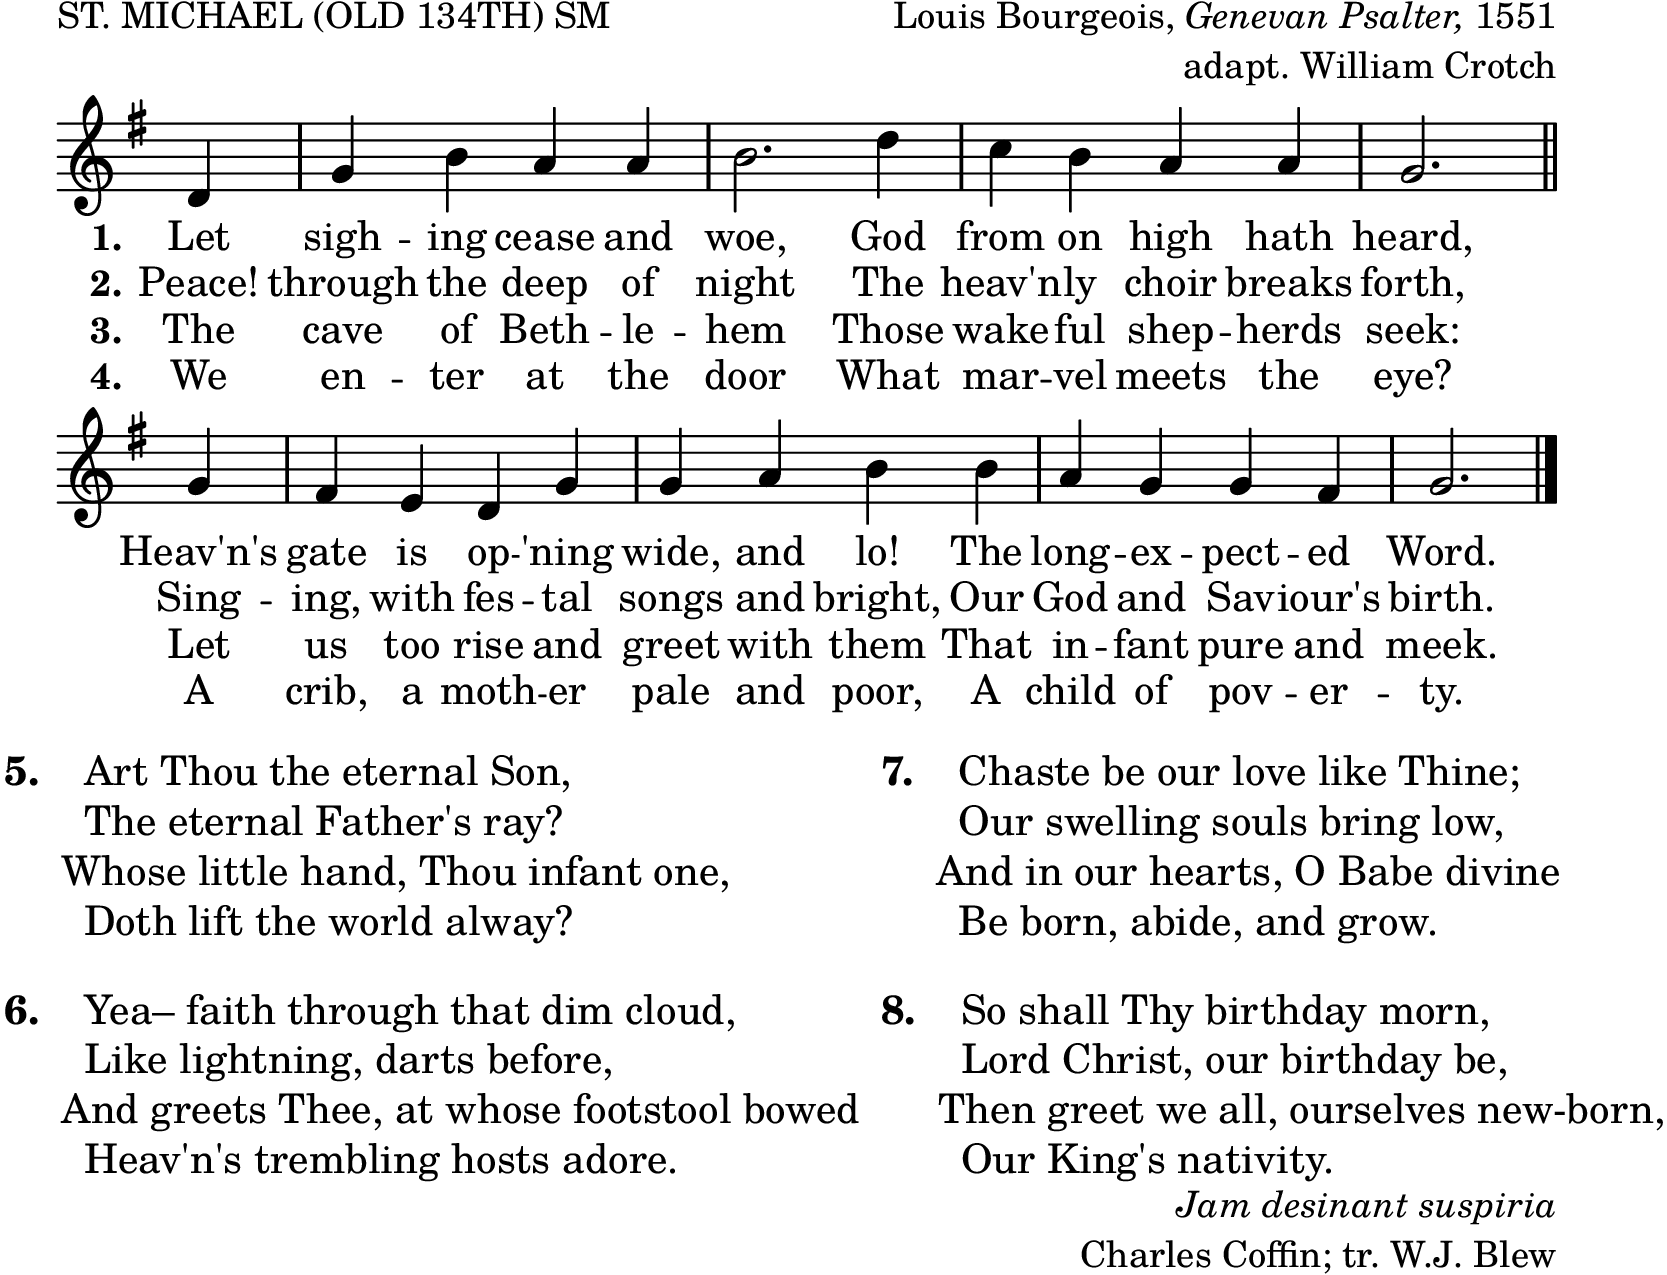 ST. MICHAEL (OLD 134TH) SM
Louis Bourgeois, Genevan Psalter, 1551
adapt. William Crotch
1. Let sigh - ing cease and woe, God from on high hath heard,
2. Peace! through the deep of night The heav'nly choir breaks forth,
3. The cave of Beth - le - hem Those wakeful shep - herds seek:
4. We en - ter at the door What mar - vel meets the eye?
Heav'n's gate is op - 'ning wide, and lo! The long - ex - pect - ed Word.
Sing - ing, with fes - tal songs and bright, Our God and Saviour's birth.
Let us too rise and greet with them That in - fant pure and meek.
A crib, a moth - er pale and poor, A child of pov - er - ty.
5. Art Thou the eternal Son,
The eternal Father's ray?
Whose little hand, Thou infant one,
Doth lift the world alway?
6. Yea– faith through that dim cloud,
Like lightning, darts before,
And greets Thee, at whose footstool bowed
Heav'n's trembling hosts adore.
7. Chaste be our love like Thine;
Our swelling souls bring low,
And in our hearts, O Babe divine
Be born, abide, and grow.
8. So shall Thy birthday morn,
Lord Christ, our birthday be,
Then greet we all, ourselves new-born,
Our King's nativity.
Jam desinant suspiria
Charles Coffin; tr. W.J. Blew